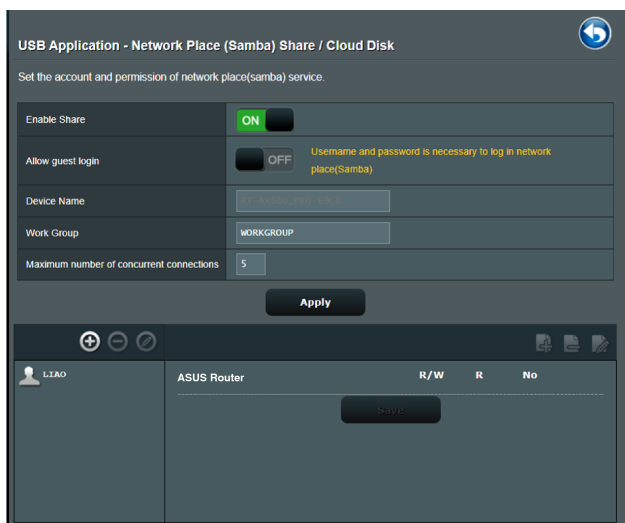 USB Application - Network Place (Samba) Share / Cloud Disk
Set the account and permission of network place(samba) service.
Enable Share
ON
Allow guest login
OFF
Username and password is necessary to log in network
place(Samba)
Device Name
Work Group
WORKGROUP
Maximum number of concurrent connections
5
Apply
LIAO
ASUS Router
R/W
R
No
Save